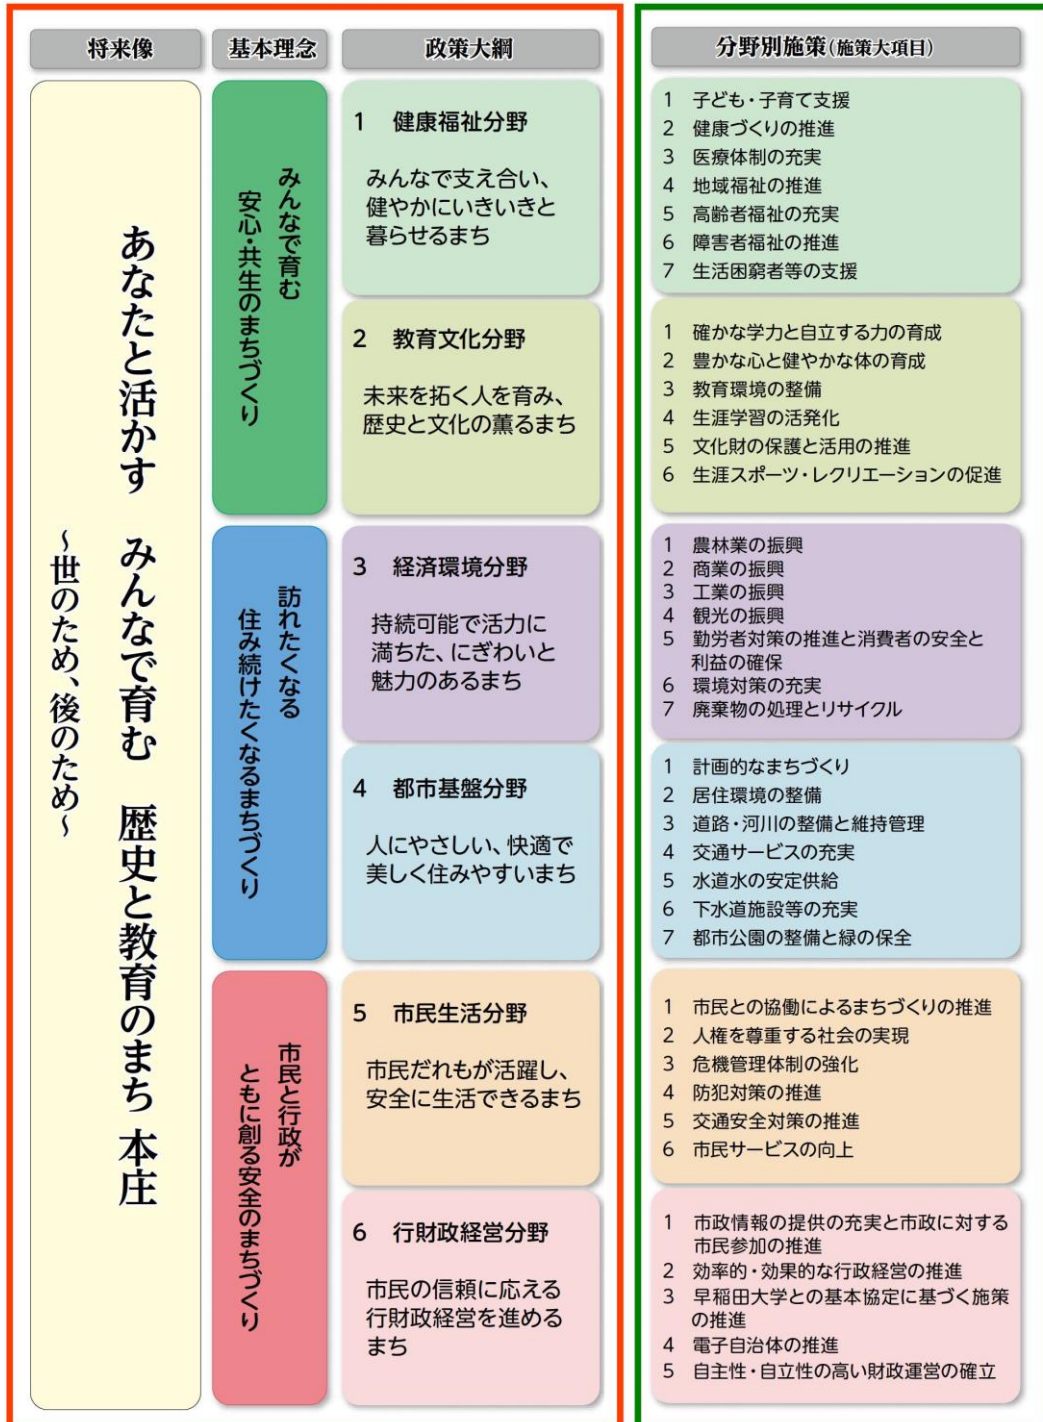 将来像
基本理念
政策大綱
分野別施策(施策大項目)
あなたと活かす　みんなで育む　歴史と教育のまち 本庄
～世のため、後のため～
みんなで育む
安心・共生のまちづくり
1　健康福祉分野
みんなで支え合い、
健やかにいきいきと
暮らせるまち
1　子ども・子育て支援
2　健康づくりの推進
3　医療体制の充実
4　地域福祉の推進
5　高齢者福祉の充実
6　障害者福祉の推進
7　生活困窮者等の支援
2　教育文化分野
未来を拓く人を育み、
歴史と文化の薫るまち
1　確かな学力と自立する力の育成
2　豊かな心と健やかな体の育成
3　教育環境の整備
4　生涯学習の活発化
5　文化財の保護と活用の推進
6　生涯スポーツ・レクリエーションの促進
訪れたくなる
住み続けたくなるまちづくり
3　経済環境分野
持続可能で活力に
満ちた、にぎわいと
魅力のあるまち
1　農林業の振興
2　商業の振興
3　工業の振興
4　観光の振興
5　勤労者対策の推進と消費者の安全と
利益の確保
6　環境対策の充実
7　廃棄物の処理とリサイクル
4　都市基盤分野
人にやさしい、快適で
美しく住みやすいまち
1　計画的なまちづくり
2　居住環境の整備
3　道路・河川の整備と維持管理
4　交通サービスの充実
5　水道水の安定供給
6　下水道施設等の充実
7　都市公園の整備と緑の保全
市民と行政が
ともに創る安全のまちづくり
5　市民生活分野
市民だれもが活躍し、
安全に生活できるまち
1　市民との協働によるまちづくりの推進
2　人権を尊重する社会の実現
3　危機管理体制の強化
4　防犯対策の推進
5　交通安全対策の推進
6　市民サービスの向上
6　行財政経営分野
市民の信頼に応える
行財政経営を進める
まち
1　市政情報の提供の充実と市政に対する
市民参加の推進
2　効率的・効果的な行政経営の推進
3　早稲田大学との基本協定に基づく施策
の推進
4　電子自治体の推進
5　自主性・自立性の高い財政運営の確立